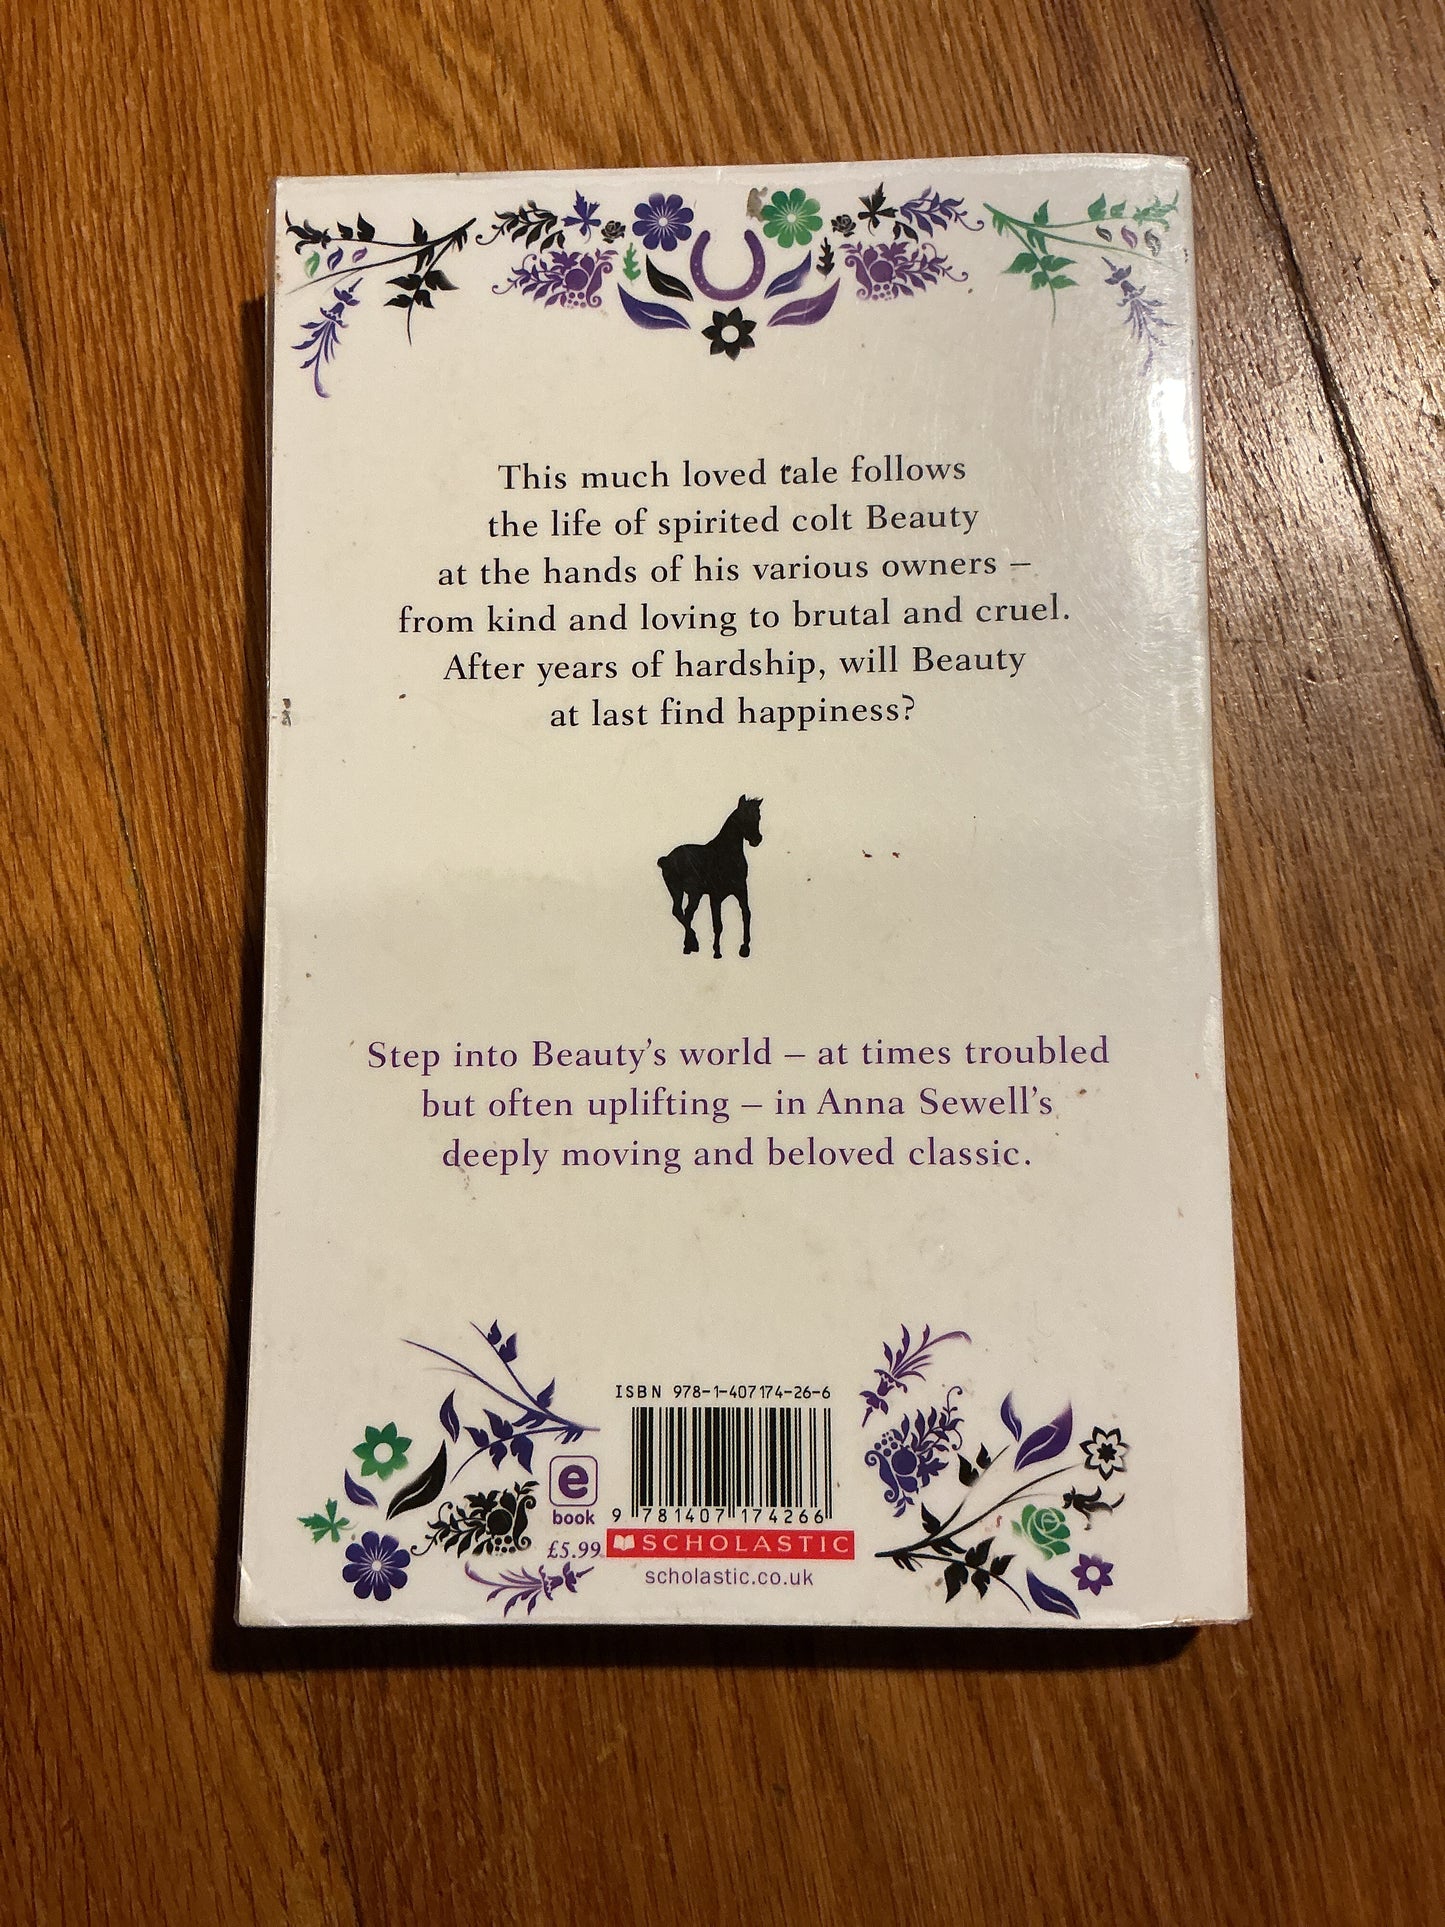 This much loved tale follows
the life of spirited colt Beauty
at the hands of his various owners –
from kind and loving to brutal and cruel.
After years of hardship, will Beauty
at last find happiness?
Step into Beauty's world – at times troubled
but often uplifting – in Anna Sewell's
deeply moving and beloved classic.
ISBN 978-1-407174-26-6
e
book
9 781407 174266
£5.99
SCHOLASTIC
scholastic.co.uk